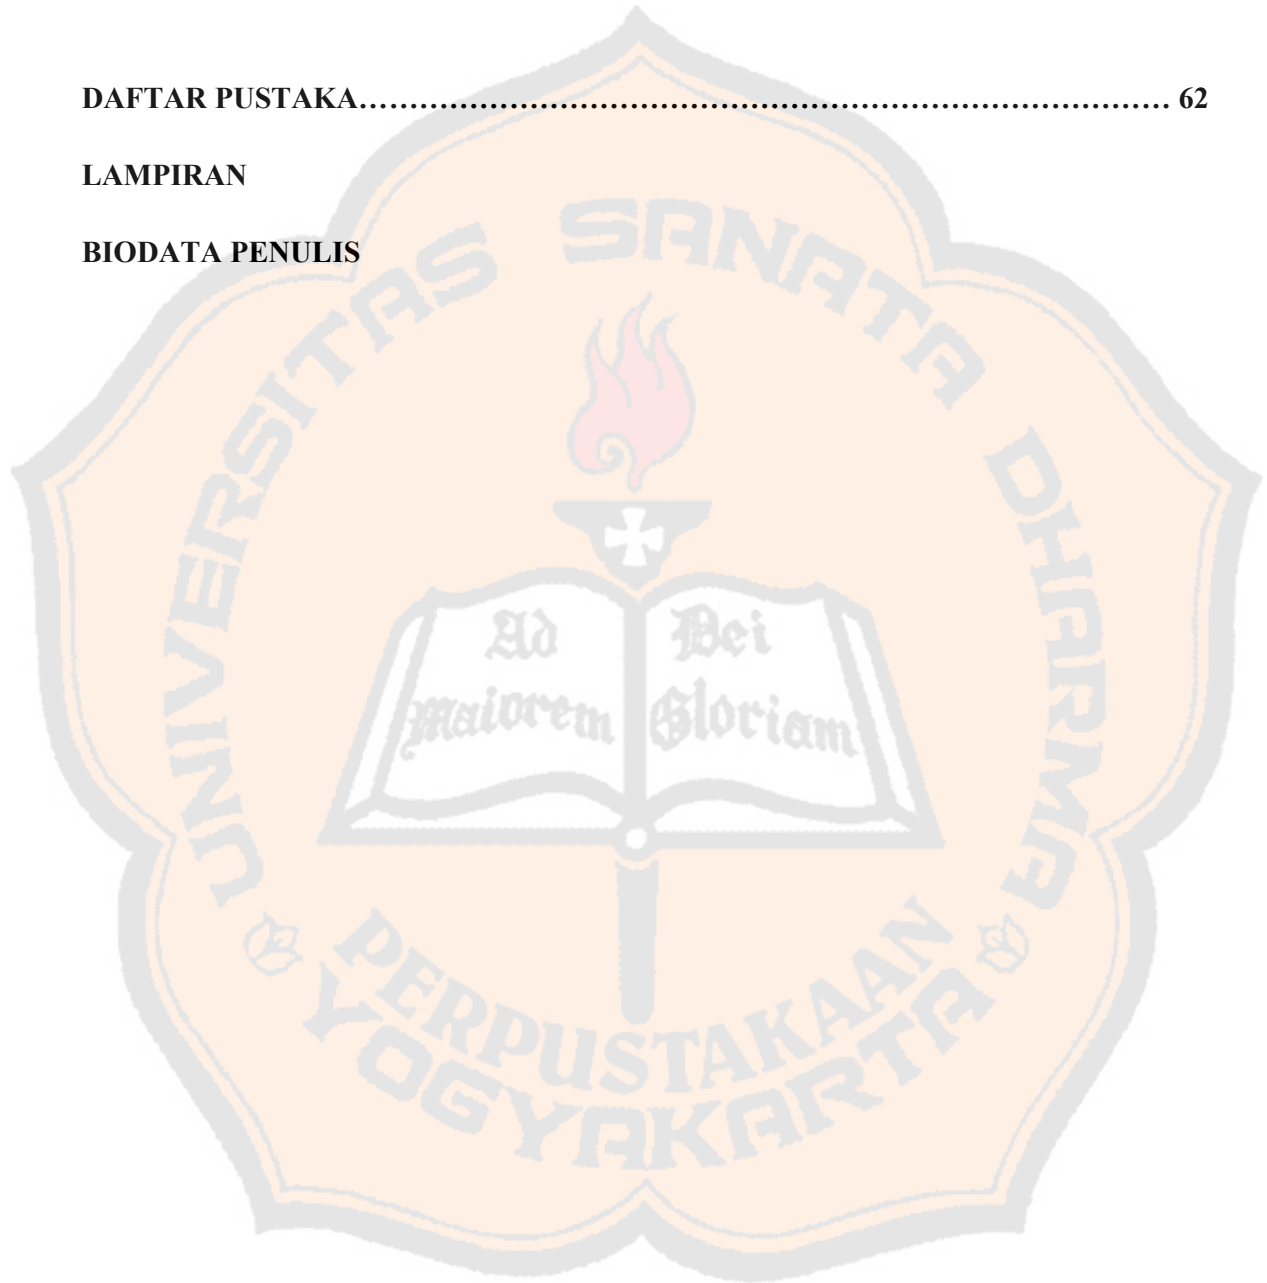 DAFTAR PUSTAKA………………………………………………………………………… 62
LAMPIRAN
BIODATA PENULIS
UNIVERSITAS SANATA DHARMA
Ad Dei
maiorem Gloriam
PERPUSTAKAAN
YOGYAKARTA